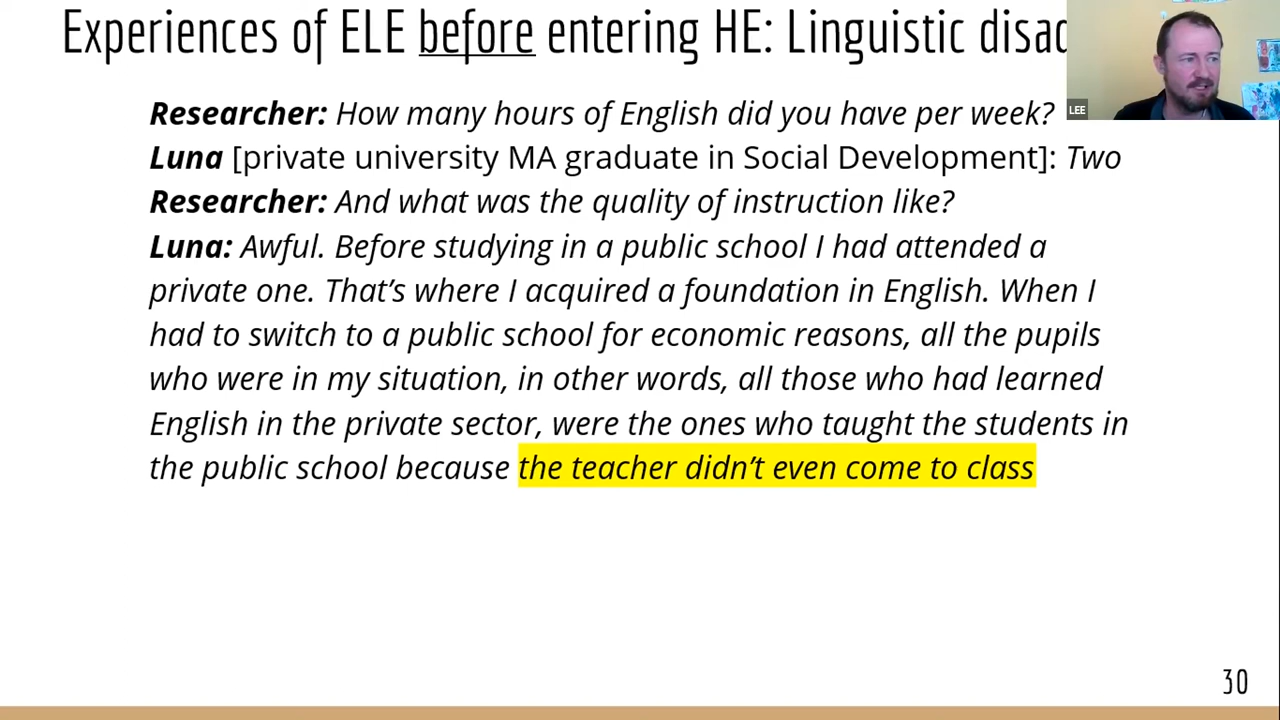 Experiences of ELE before entering HE: Linguistic
LEE
Researcher: How many hours of English did you have per week?
Luna [private university MA graduate in Social Development]: Two
Researcher: And what was the quality of instruction like?
Luna: Awful. Before studying in a public school I had attended a
private one. That's where I acquired a foundation in English. When I
had to switch to a public school for economic reasons, all the pupils
who were in my situation, in other words, all those who had learned
English in the private sector, were the ones who taught the students in
the public school because the teacher didn't even come to class
30